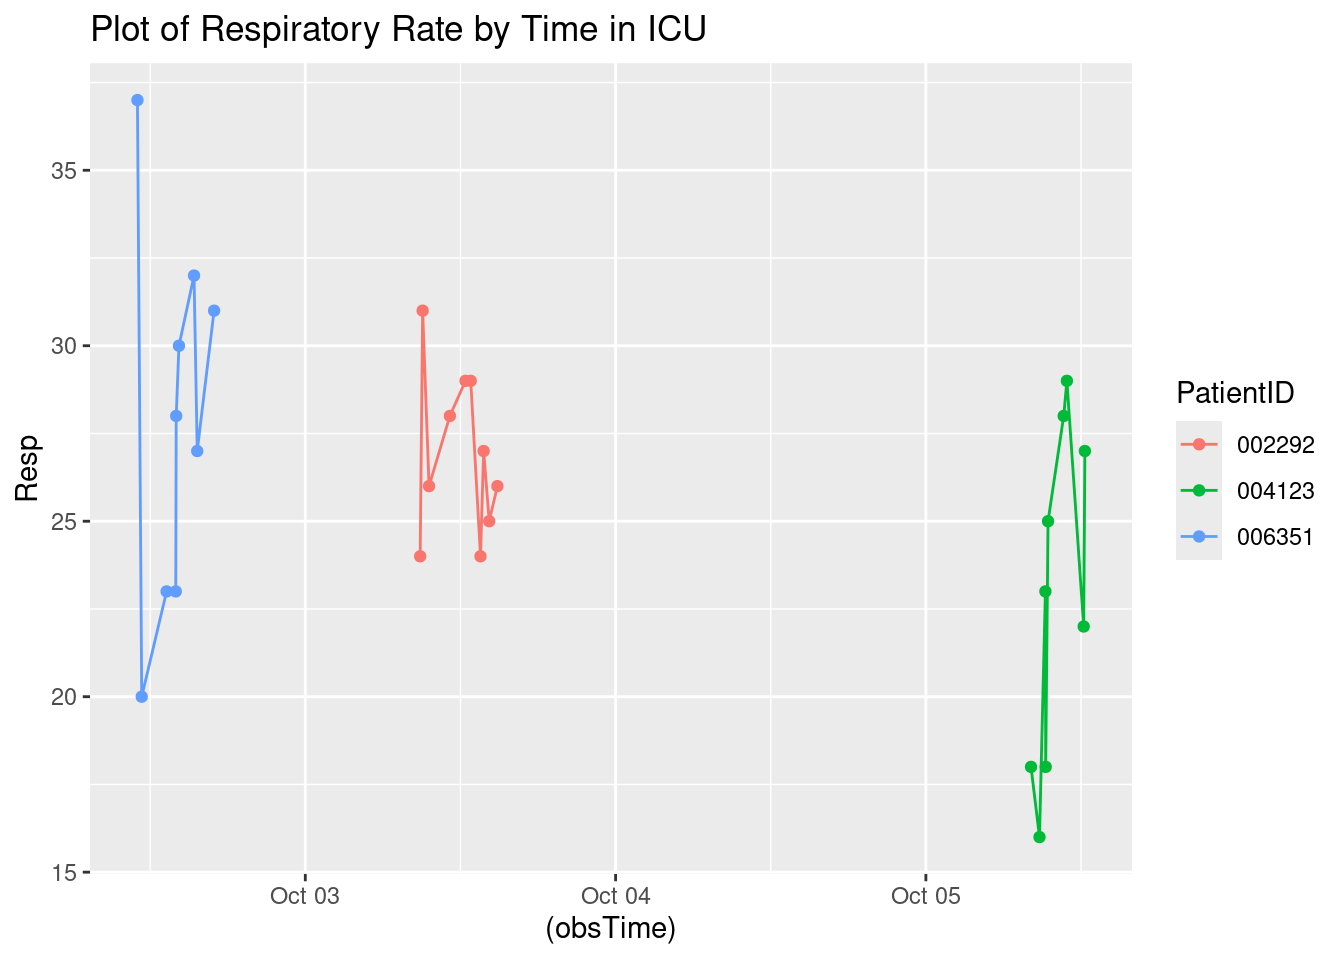 Plot of Respiratory Rate by Time in ICU
35
30
25
20
15
Resp
Oct 03
Oct 04
Oct 05
(obsTime)
PatientID
002292
004123
006351